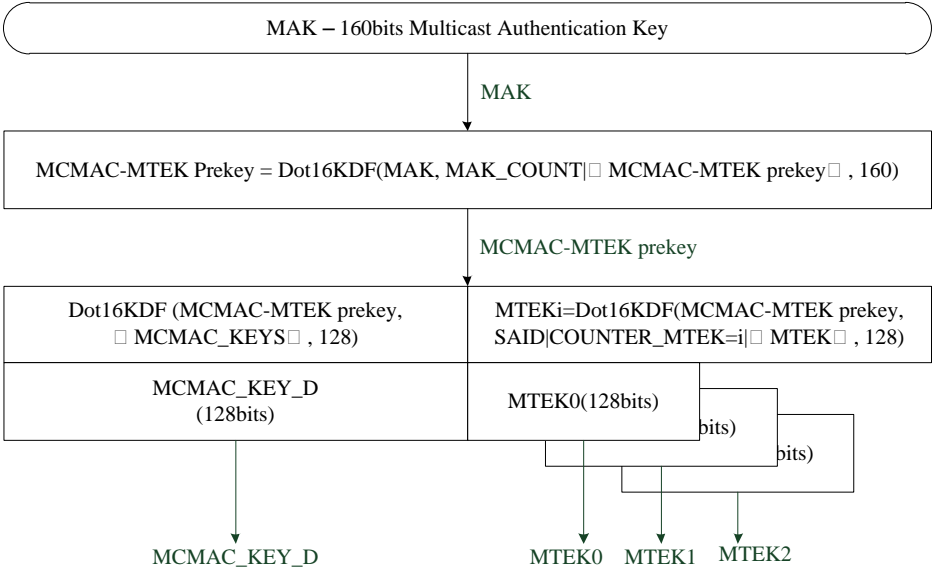 MAK – 160bits Multicast Authentication Key
MAK
MCMAC-MTEK Prekey = Dot16KDF(MAK, MAK_COUNT|□ MCMAC-MTEK prekey□ , 160)
MCMAC-MTEK prekey
Dot16KDF (MCMAC-MTEK prekey,
□ MCMAC_KEYS□ , 128)
MTEKi=Dot16KDF(MCMAC-MTEK prekey,
SAID|COUNTER_MTEK=i|□ MTEK□ , 128)
MCMAC_KEY_D
(128bits)
MTEK0(128bits)
bits)
bits)
MCMAC_KEY_D
MTEK0
MTEK1
MTEK2